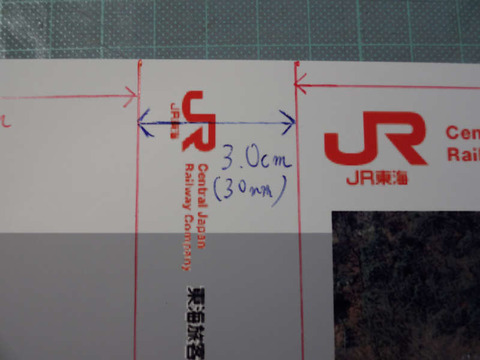 JR
JR東海
Central Japan
Railway Company
東海旅客
3.0cm
(30mm)
JR
JR東海
Cen
Rail